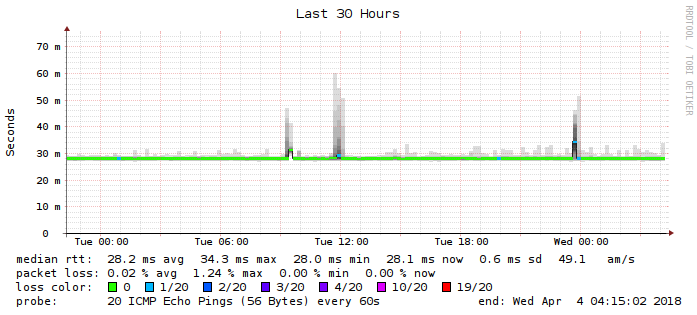 Last 30 Hours
RRDTOOL / TOBI OETIKER
Seconds
70 m
60 m
50 m
40 m
30 m
20 m
10 m
0
Tue 00:00 Tue 06:00 Tue 12:00 Tue 18:00 Wed 00:00
median rtt: 28.2 ms avg 34.3 ms max 28.0 ms min 28.1 ms now 0.6 ms sd 49.1 am/s
packet loss: 0.02 % avg 1.24 % max 0.00 % min 0.00 % now
loss color: 0 1/20 2/20 3/20 4/20 10/20 19/20
probe: 20 ICMP Echo Pings (56 Bytes) every 60s end: Wed Apr 4 04:15:02 2018